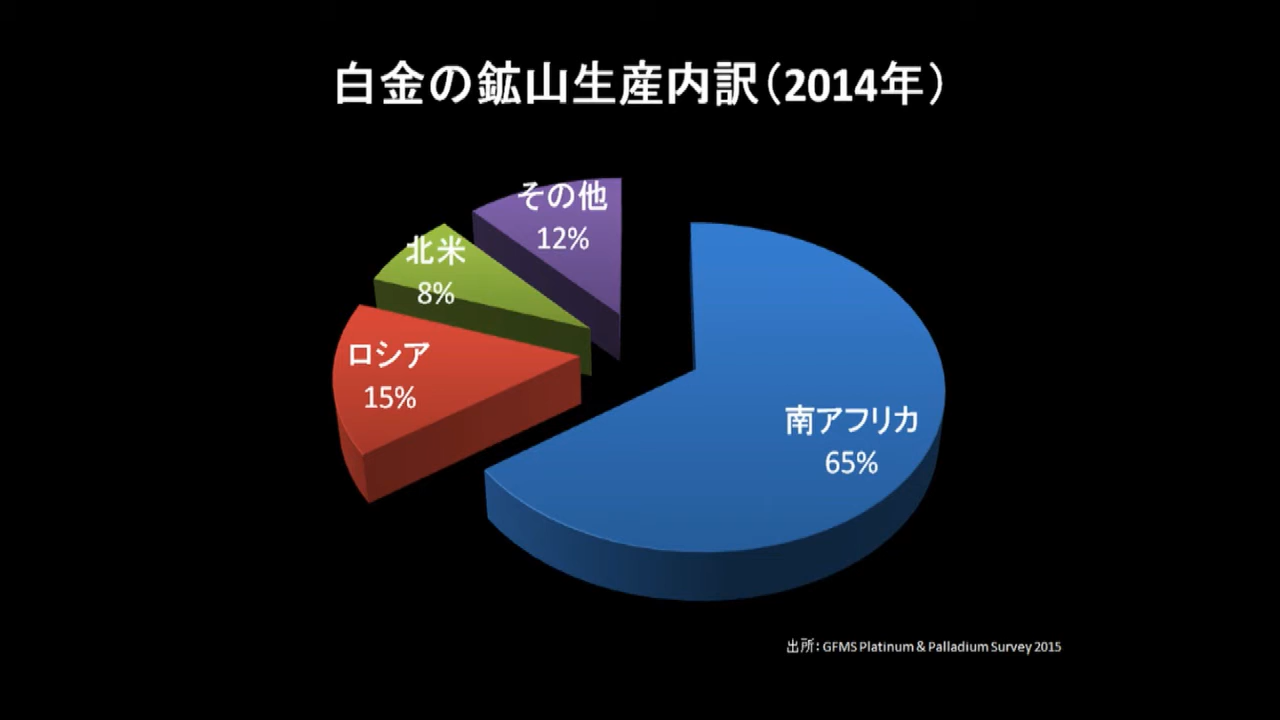 白金の鉱山生産内訳（2014年）
その他
12%
北米
8%
ロシア
15%
南アフリカ
65%
出所：GFMS Platinum & Palladium Survey 2015